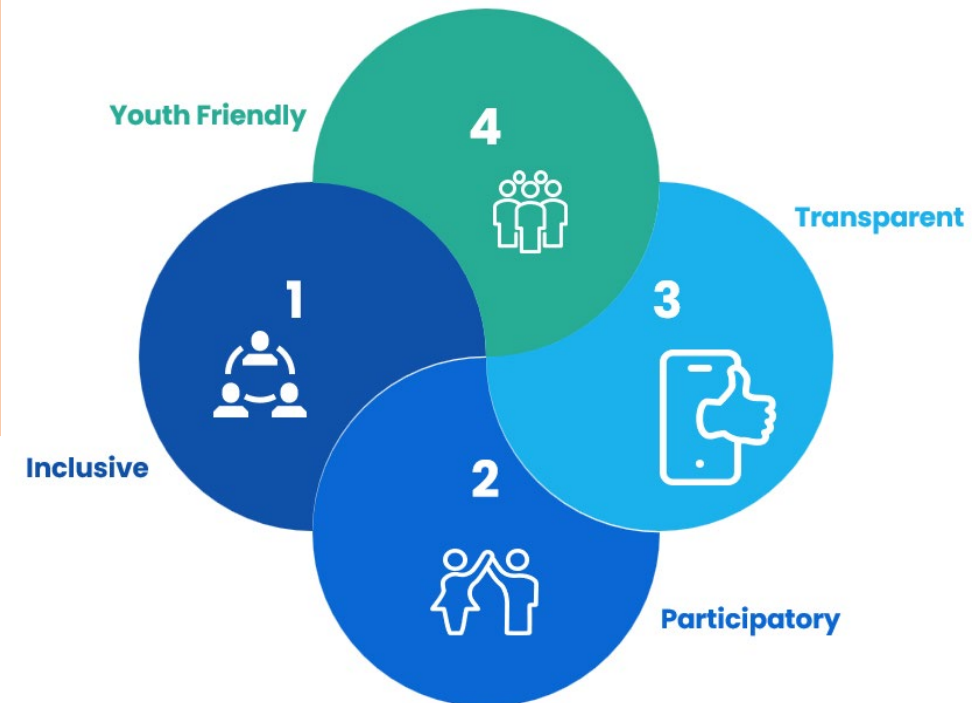 Youth Friendly
4
Transparent
1
3
Inclusive
2
Participatory